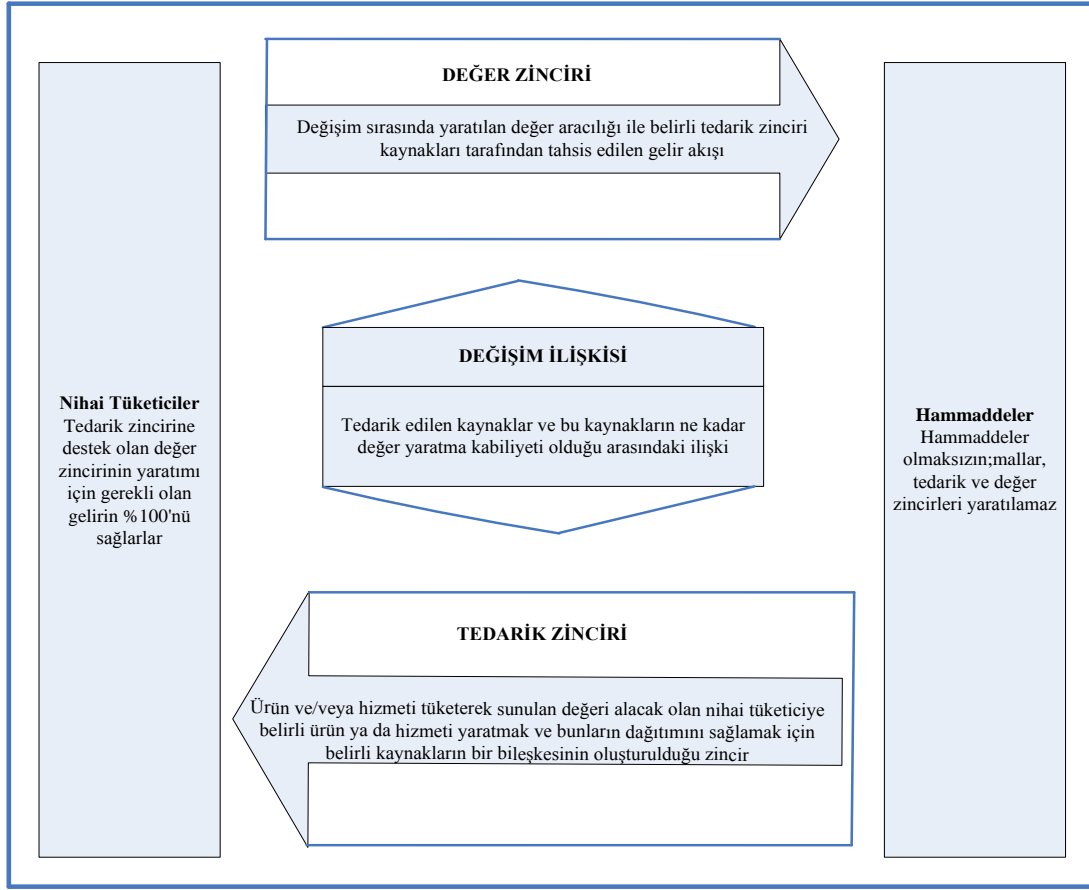 DEĞER ZİNCİRİ
Değişim sırasında yaratılan değer aracılığı ile belirli tedarik zinciri
kaynakları tarafından tahsis edilen gelir akışı
DEĞİŞİM İLİŞKİSİ
Tedarik edilen kaynaklar ve bu kaynakların ne kadar
değer yaratma kabiliyeti olduğu arasındaki ilişki
Nihai Tüketiciler
Tedarik zincirine
destek olan değer
zincirinin yaratımı
için gerekli olan
gelirin %100'nü
sağlarlar
Hammaddeler
Hammaddeler
olmaksızın;mallar,
tedarik ve değer
zincirleri yaratılamaz
TEDARİK ZİNCİRİ
Ürün ve/veya hizmeti tüketerek sunulan değeri alacak olan nihai tüketiciye
belirli ürün ya da hizmeti yaratmak ve bunların dağıtımını sağlamak için
belirli kaynakların bir bileşkesinin oluşturulduğu zincir